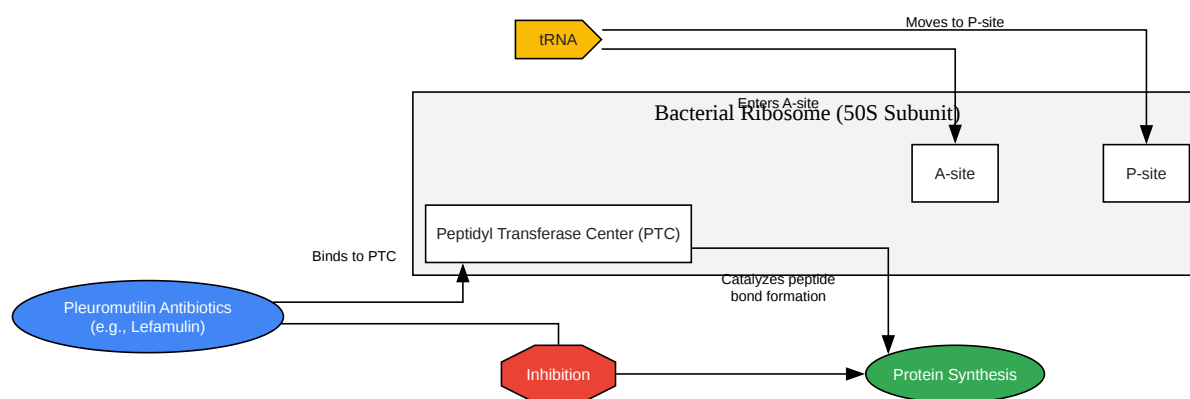 Moves to P-site
tRNA
Enters A-site
Bacterial Ribosome (50S Subunit)
A-site
P-site
Peptidyl Transferase Center (PTC)
Binds to PTC
Catalyzes peptide
bond formation
Pleuromutilin Antibiotics
(e.g., Lefamulin)
Inhibition
Protein Synthesis